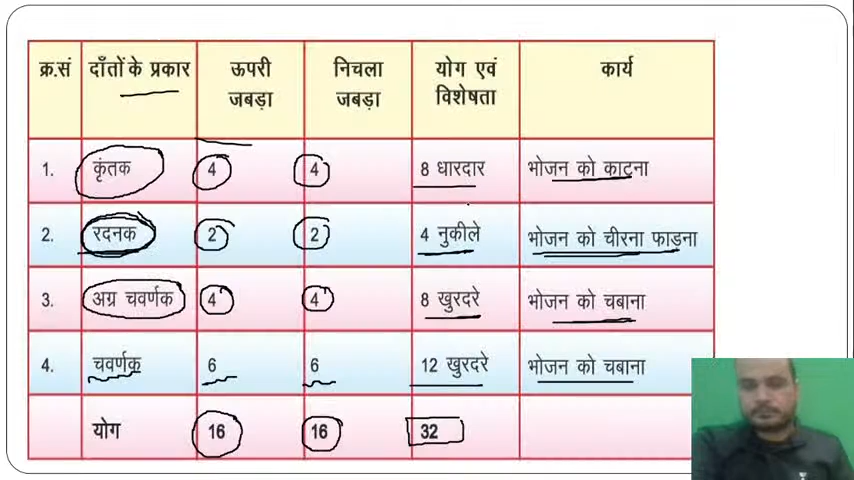 क्र.सं दाँतों के प्रकार ऊपरी जबड़ा निचला जबड़ा योग एवं विशेषता कार्य
1. कृंतक 4 4 8 धारदार भोजन को काटना
2. रदनक 2 2 4 नुकीले भोजन को चीरना फाड़ना
3. अग्र चवर्णक 4 4 8 खुरदरे भोजन को चबाना
4. चवर्णक 6 6 12 खुरदरे भोजन को चबाना
योग 16 16 32